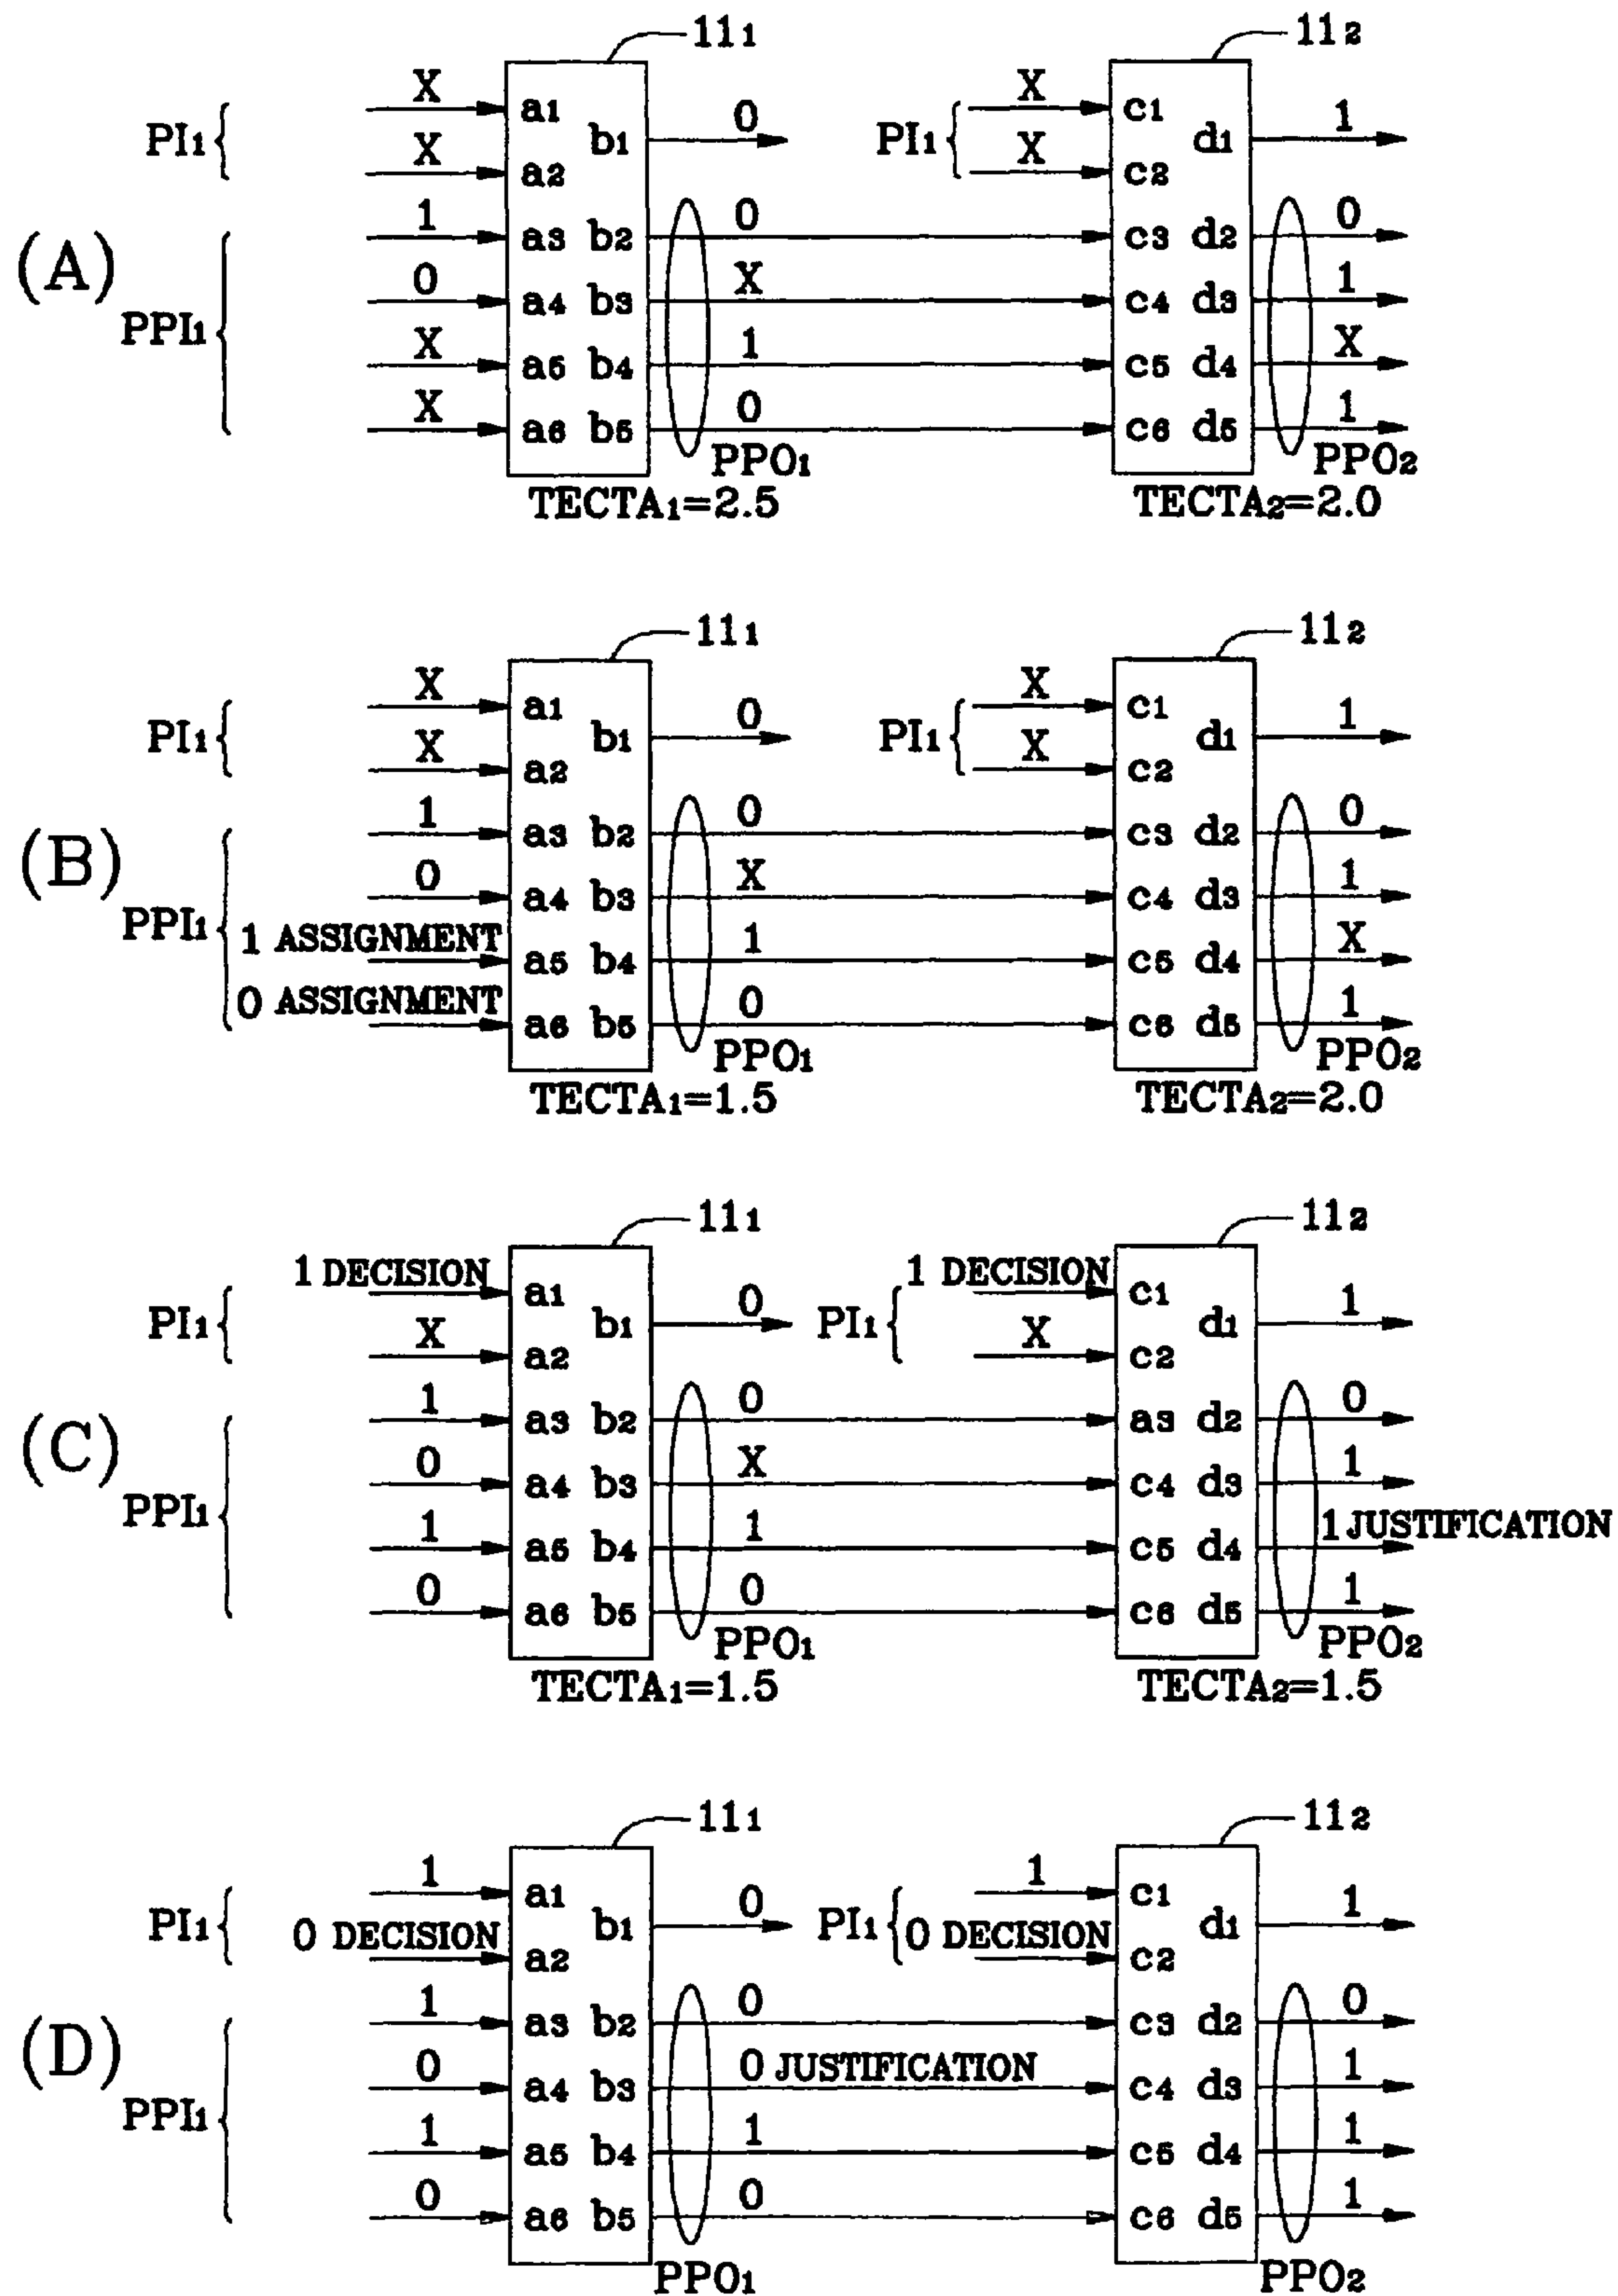 (A)
11₁ 11₂
X X
PI₁ { a₁ b₁ 0 PI₁ { c₁ d₁ 1
X X
a₂ c₂
1 a₃ b₂ 0 c₃ d₂ 0
0 a₄ b₃ X c₄ d₃ 1
PPI₁ {
X a₅ b₄ 1 c₅ d₄ X
X a₆ b₅ 0 c₆ d₅ 1
PPO₁ PPO₂
TECTA₁=2.5 TECTA₂=2.0
(B)
11₁ 11₂
X X
PI₁ { a₁ b₁ 0 PI₁ { c₁ d₁ 1
X X
a₂ c₂
1 a₃ b₂ 0 c₃ d₂ 0
0 a₄ b₃ X c₄ d₃ 1
PPI₁ {
1 ASSIGNMENT a₅ b₄ 1 c₅ d₄ X
0 ASSIGNMENT a₆ b₅ 0 c₆ d₅ 1
PPO₁ PPO₂
TECTA₁=1.5 TECTA₂=2.0
(C)
11₁ 11₂
1 DECISION 1 DECISION
PI₁ { a₁ b₁ 0 PI₁ { c₁ d₁ 1
X X
a₂ c₂
1 a₃ b₂ 0 a₃ d₂ 0
0 a₄ b₃ X c₄ d₃ 1
PPI₁ {
1 a₅ b₄ 1 c₅ d₄ 1 JUSTIFICATION
0 a₆ b₅ 0 c₆ d₅ 1
PPO₁ PPO₂
TECTA₁=1.5 TECTA₂=1.5
(D)
11₁ 11₂
1 1
PI₁ { a₁ b₁ 0 PI₁ { c₁ d₁ 1
0 DECISION 0 DECISION
a₂ c₂
1 a₃ b₂ 0 c₃ d₂ 0
0 a₄ b₃ 0 JUSTIFICATION c₄ d₃ 1
PPI₁ {
1 a₅ b₄ 1 c₅ d₄ 1
0 a₆ b₅ 0 c₆ d₅ 1
PPO₁ PPO₂